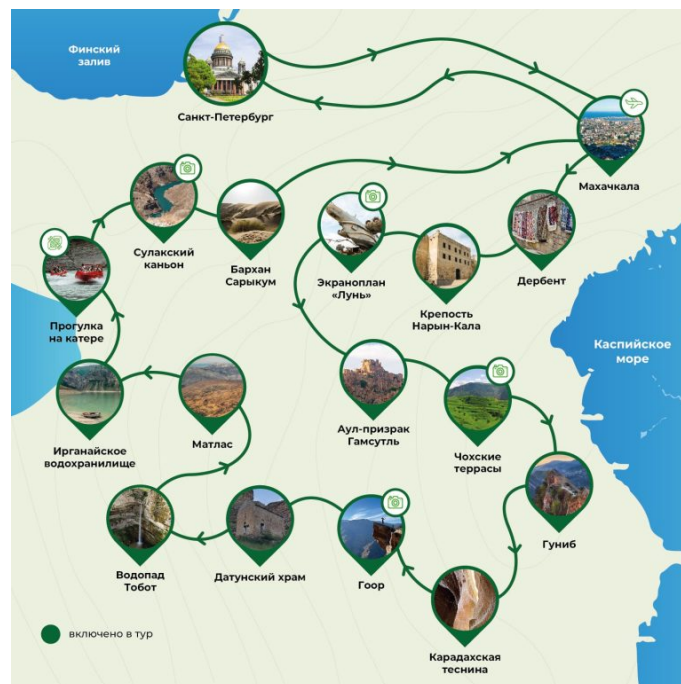 Финский
залив
Санкт-Петербург
Махачкала
Сулакский
каньон
Бархан
Сарыкум
Экраноплан
«Лунь»
Крепость
Нарын-Кала
Дербент
Прогулка
на катере
Каспийское
море
Ирганайское
водохранилище
Матлас
Аул-призрак
Гамсутль
Чохские
террасы
Гуниб
Водопад
Тобот
Датунский храм
Гоор
Карадахская
теснина
включено в тур